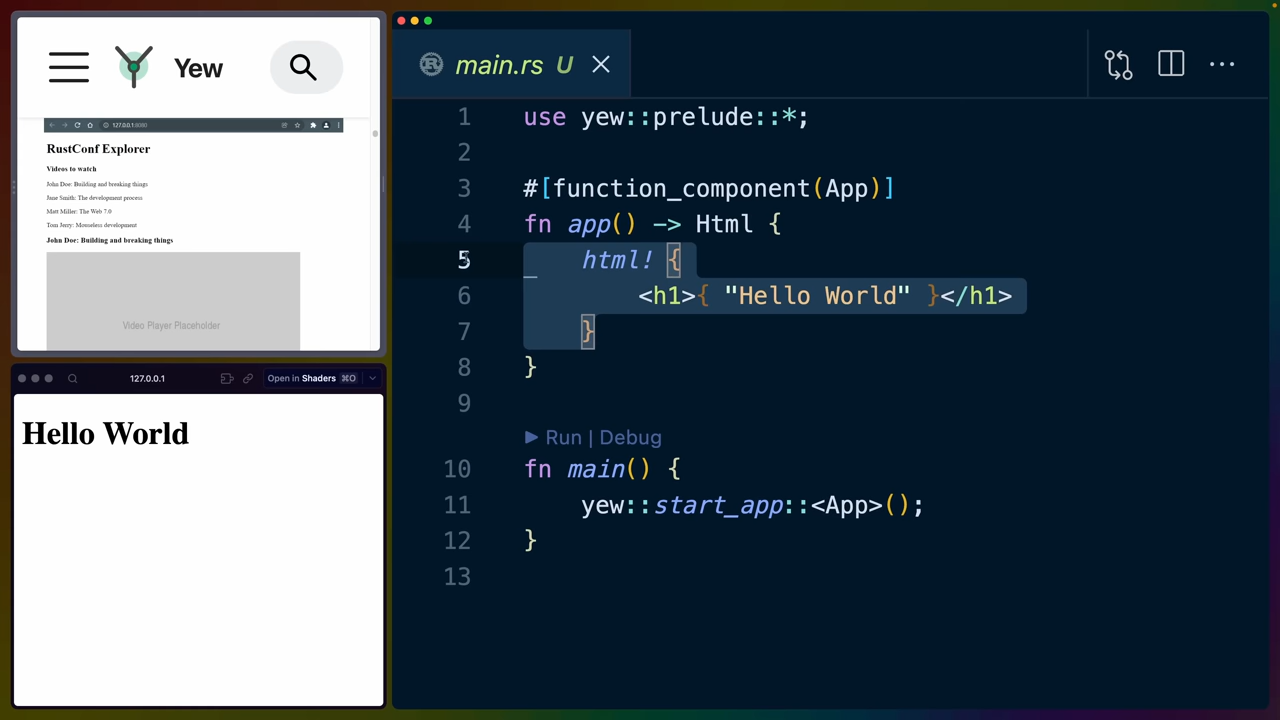 Yew
127.0.0.1:8080
RustConf Explorer
Videos to watch
John Doe: Building and breaking things
Jane Smith: The development process
Matt Miller: The Web 7.0
Tom Jerry: Mouseless development
John Doe: Building and breaking things
Video Player Placeholder
127.0.0.1
Open in Shaders ⌘O
Hello World
main.rs U
1 use yew::prelude::*;
2
3 #[function_component(App)]
4 fn app() -> Html {
5 html! {
6 <h1>{ "Hello World" }</h1>
7 }
8 }
9
Run | Debug
10 fn main() {
11 yew::start_app::<App>();
12 }
13